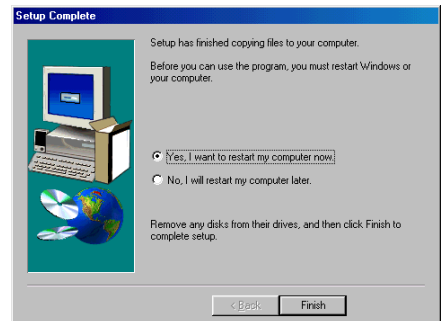 Setup Complete
Setup has finished copying files to your computer.
Before you can use the program, you must restart Windows or
your computer.
Yes, I want to restart my computer now.
No, I will restart my computer later.
Remove any disks from their drives, and then click Finish to
complete setup.
< Back
Finish